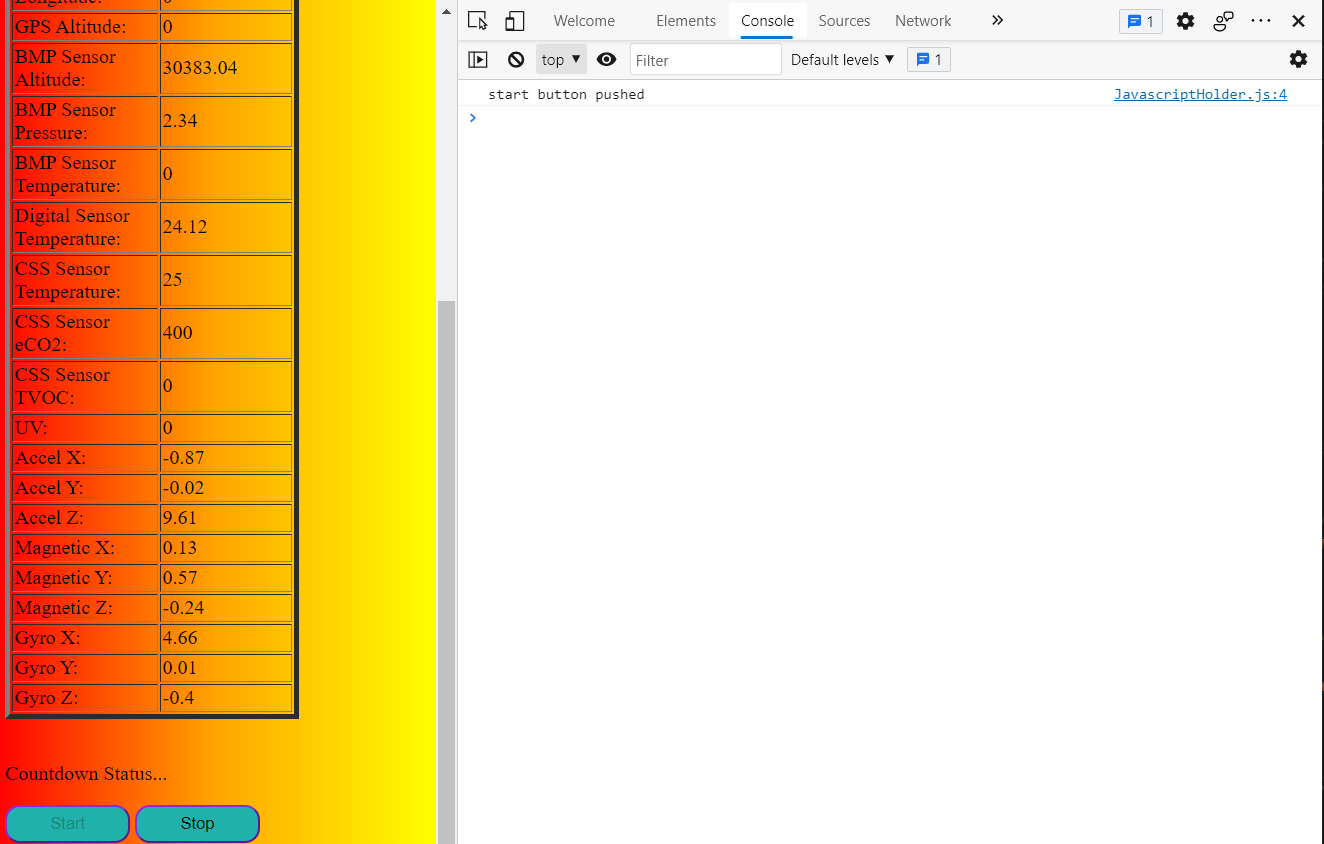 Longitude: 0
GPS Altitude: 0
BMP Sensor
Altitude: 30383.04
BMP Sensor
Pressure: 2.34
BMP Sensor
Temperature: 0
Digital Sensor
Temperature: 24.12
CSS Sensor
Temperature: 25
CSS Sensor
eCO2: 400
CSS Sensor
TVOC: 0
UV: 0
Accel X: -0.87
Accel Y: -0.02
Accel Z: 9.61
Magnetic X: 0.13
Magnetic Y: 0.57
Magnetic Z: -0.24
Gyro X: 4.66
Gyro Y: 0.01
Gyro Z: -0.4
Countdown Status...
Start Stop
Welcome Elements Console Sources Network » 1
top ▼ Filter Default levels ▼ 1
start button pushed JavascriptHolder.js:4
>